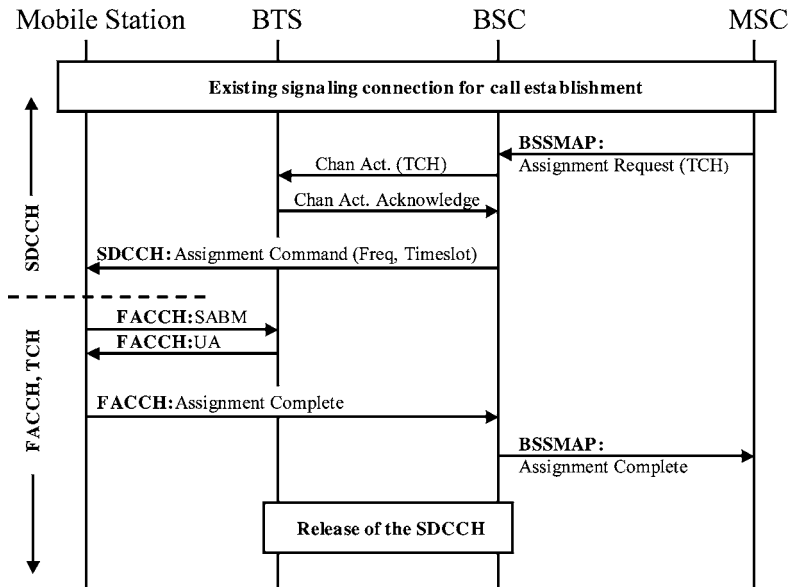 Mobile Station BTS BSC MSC
Existing signaling connection for call establishment
BSSMAP:
Chan Act. (TCH)
Assignment Request (TCH)
Chan Act. Acknowledge
SDCCH
SDCCH: Assignment Command (Freq, Timeslot)
FACCH: SABM
FACCH: UA
FACCH, TCH
FACCH: Assignment Complete
BSSMAP:
Assignment Complete
Release of the SDCCH